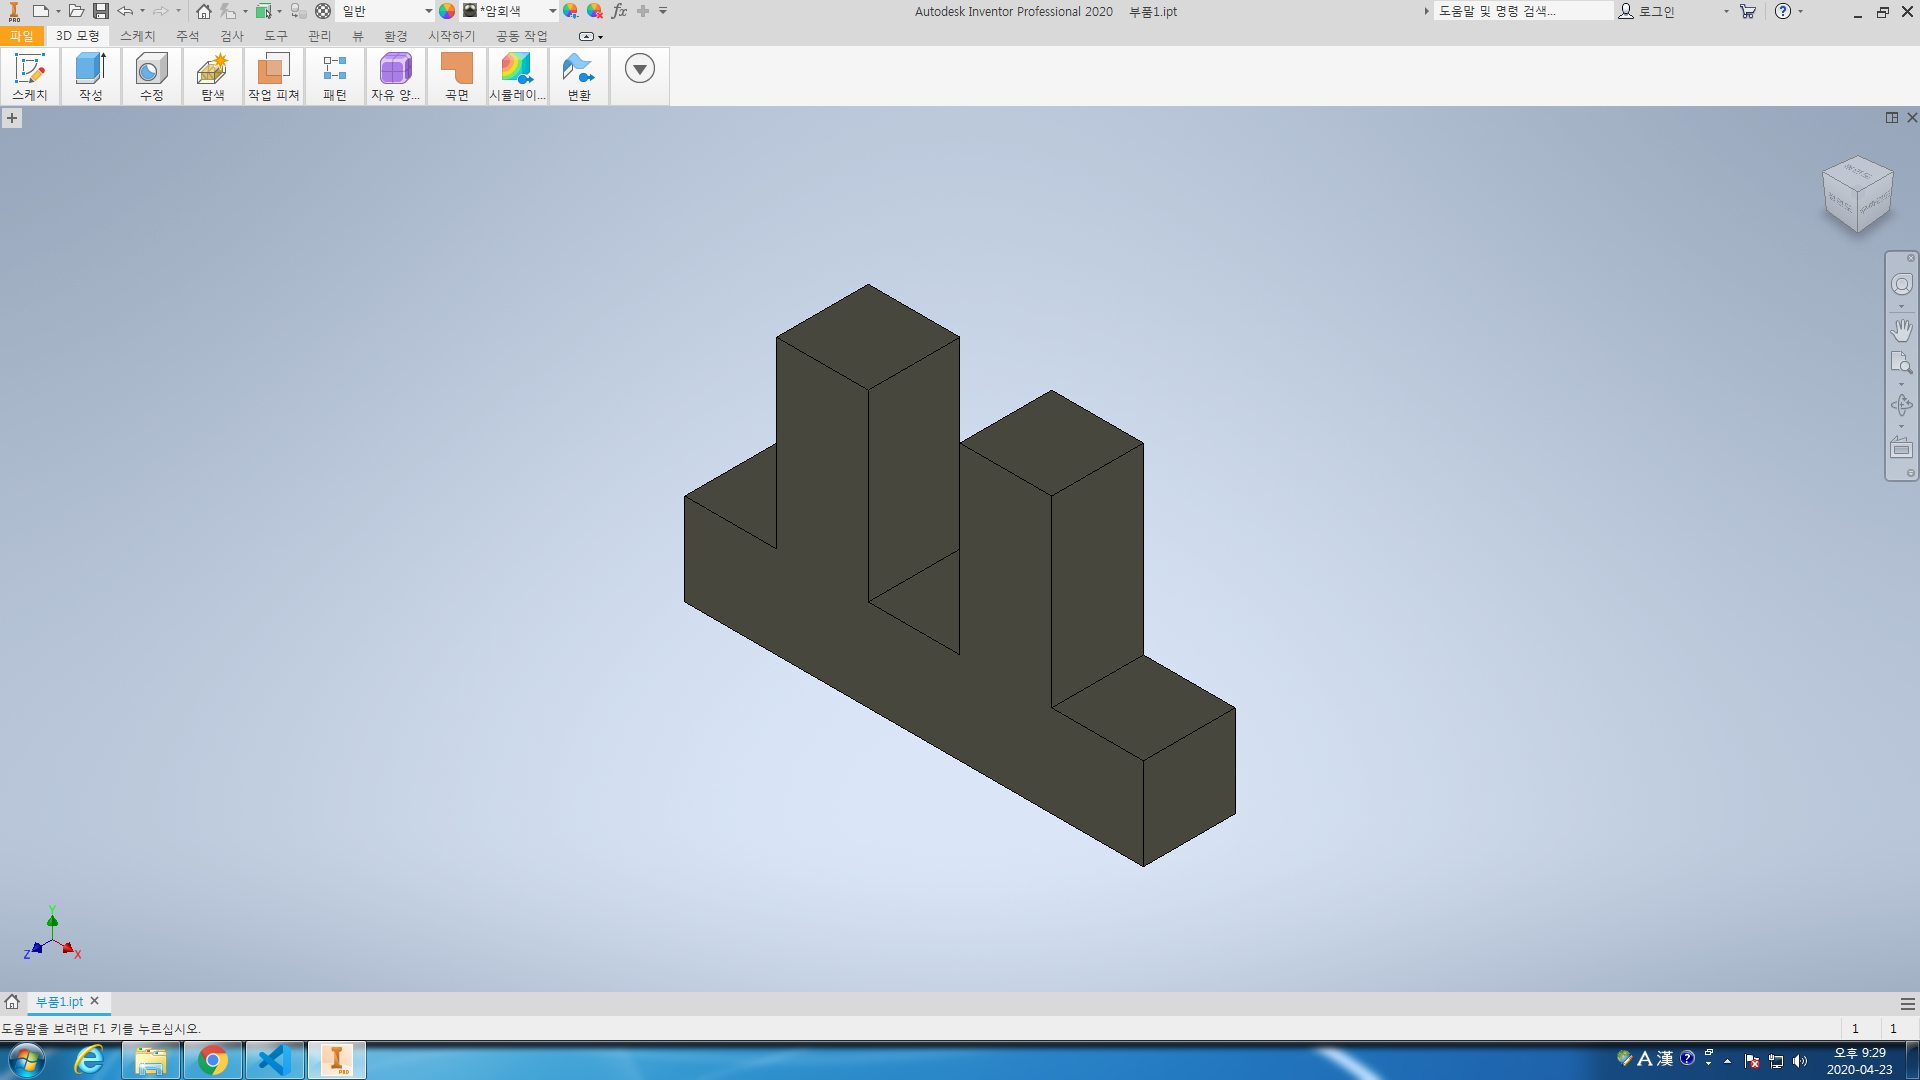 일반
*암회색
fx
Autodesk Inventor Professional 2020 부품1.ipt
도움말 및 명령 검색...
로그인
파일 3D 모형 스케치 주석 검사 도구 관리 뷰 환경 시작하기 공동 작업
스케치 작성 수정 탐색 작업 피쳐 패턴 자유 양... 곡면 시뮬레이... 변환
Y
Z X
부품1.ipt
도움말을 보려면 F1 키를 누르십시오.
1 1
A 漢
오후 9:29
2020-04-23